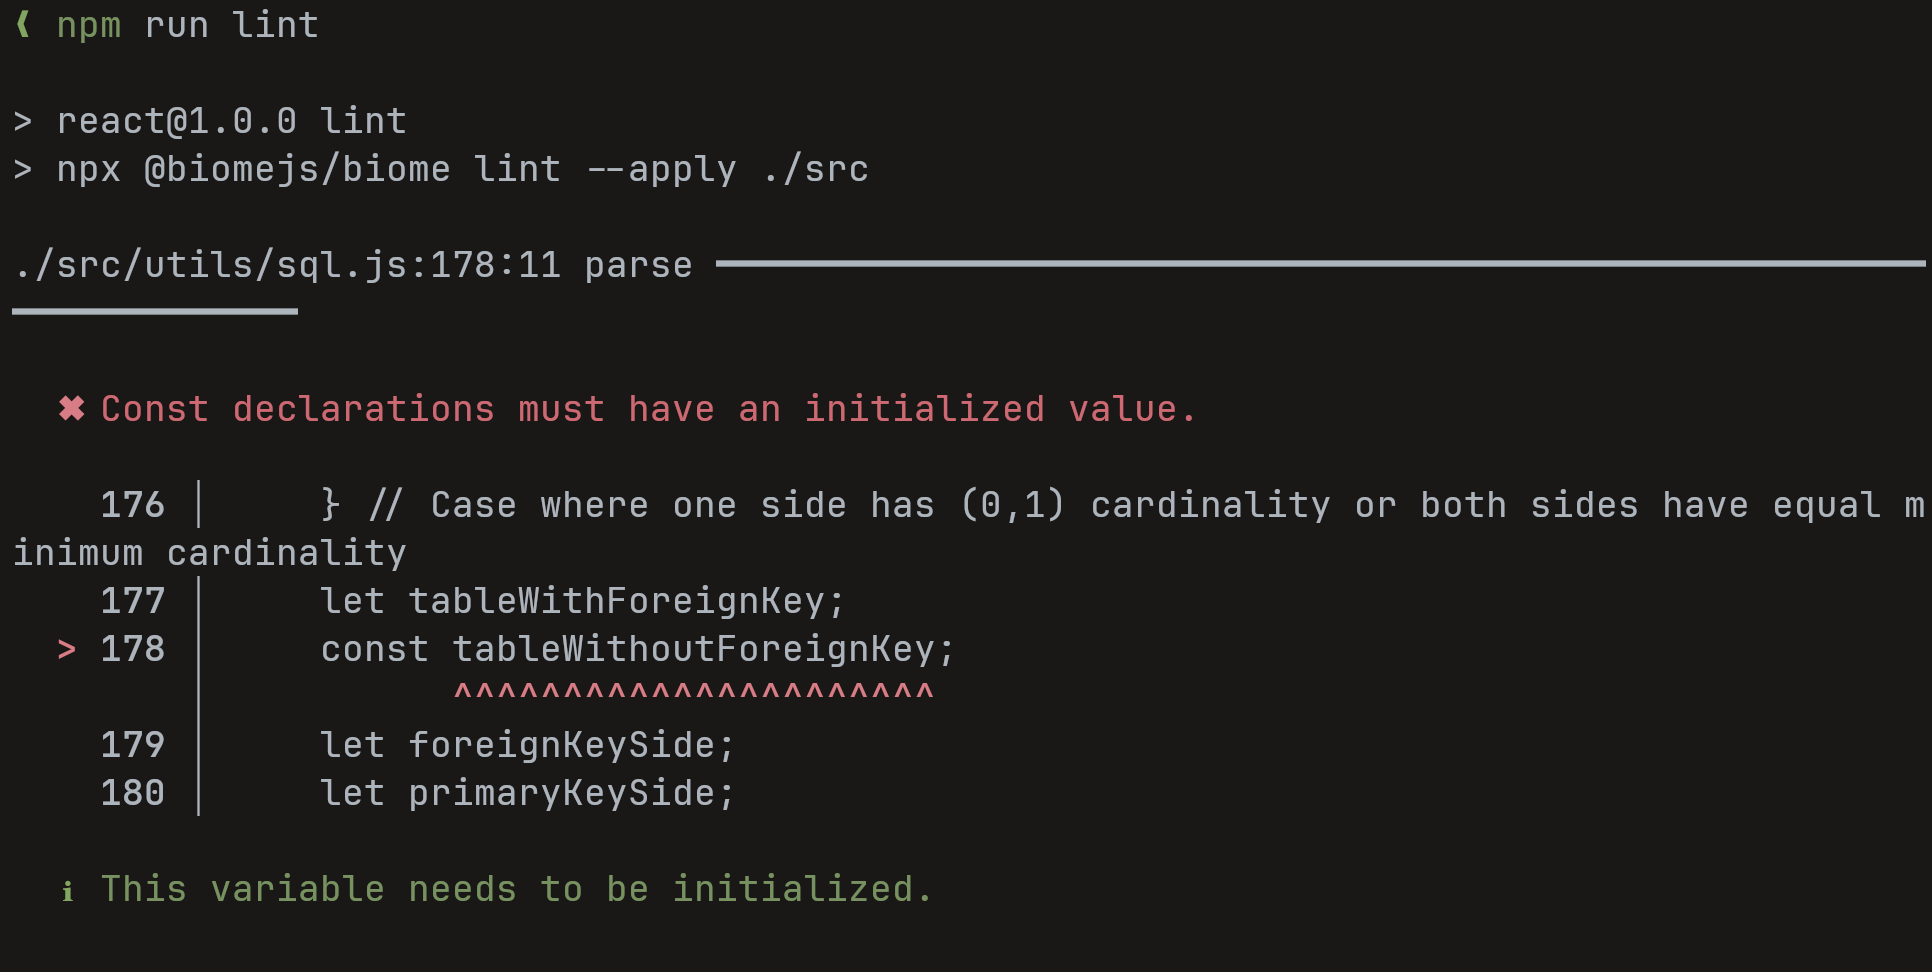 ❰ npm run lint
> react@1.0.0 lint
> npx @biomejs/biome lint --apply ./src
./src/utils/sql.js:178:11 parse ━━━━━━━━━━━━━━━━━━━━━━━━━━━━━━━━━━━━━━━━━━━━━━━━━━━━━━━
━━━━━━━━━━━━━
✖ Const declarations must have an initialized value.
176 │ } // Case where one side has (0,1) cardinality or both sides have equal m
inimum cardinality
177 │ let tableWithForeignKey;
> 178 │ const tableWithoutForeignKey;
│ ^^^^^^^^^^^^^^^^^^^^^^
179 │ let foreignKeySide;
180 │ let primaryKeySide;
ℹ This variable needs to be initialized.